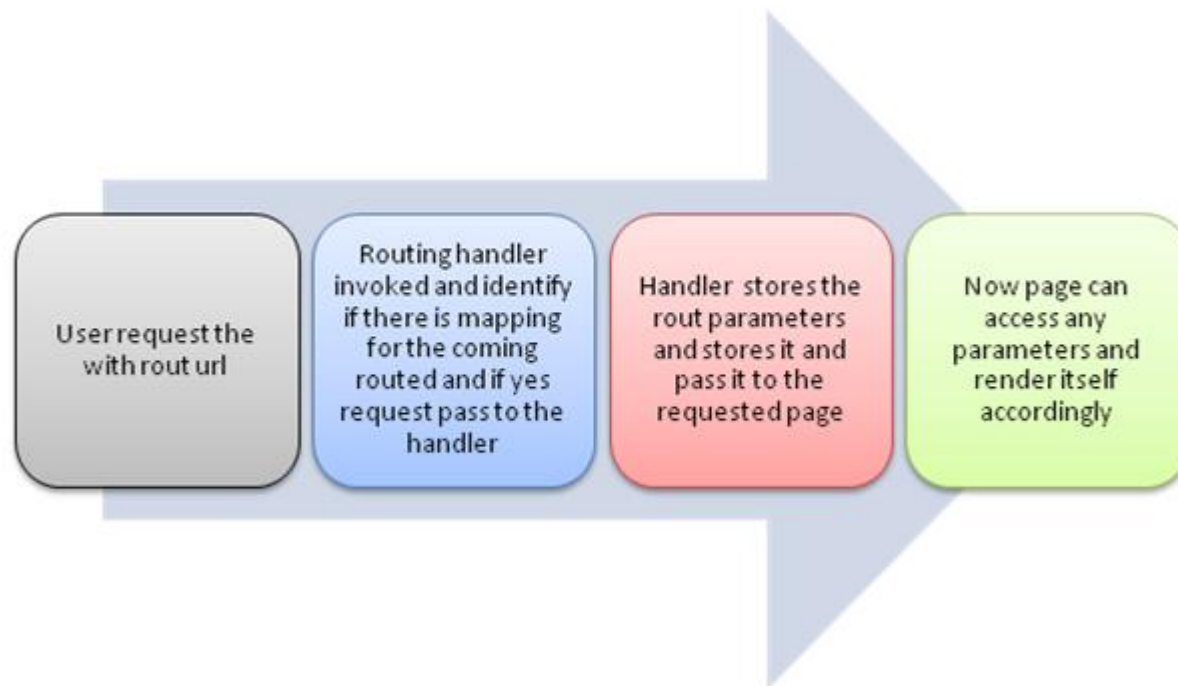 User request the
with rout url
Routing handler
invoked and identify
if there is mapping
for the coming
routed and if yes
request pass to the
handler
Handler stores the
rout parameters
and stores it and
pass it to the
requested page
Now page can
access any
parameters and
render itself
accordingly